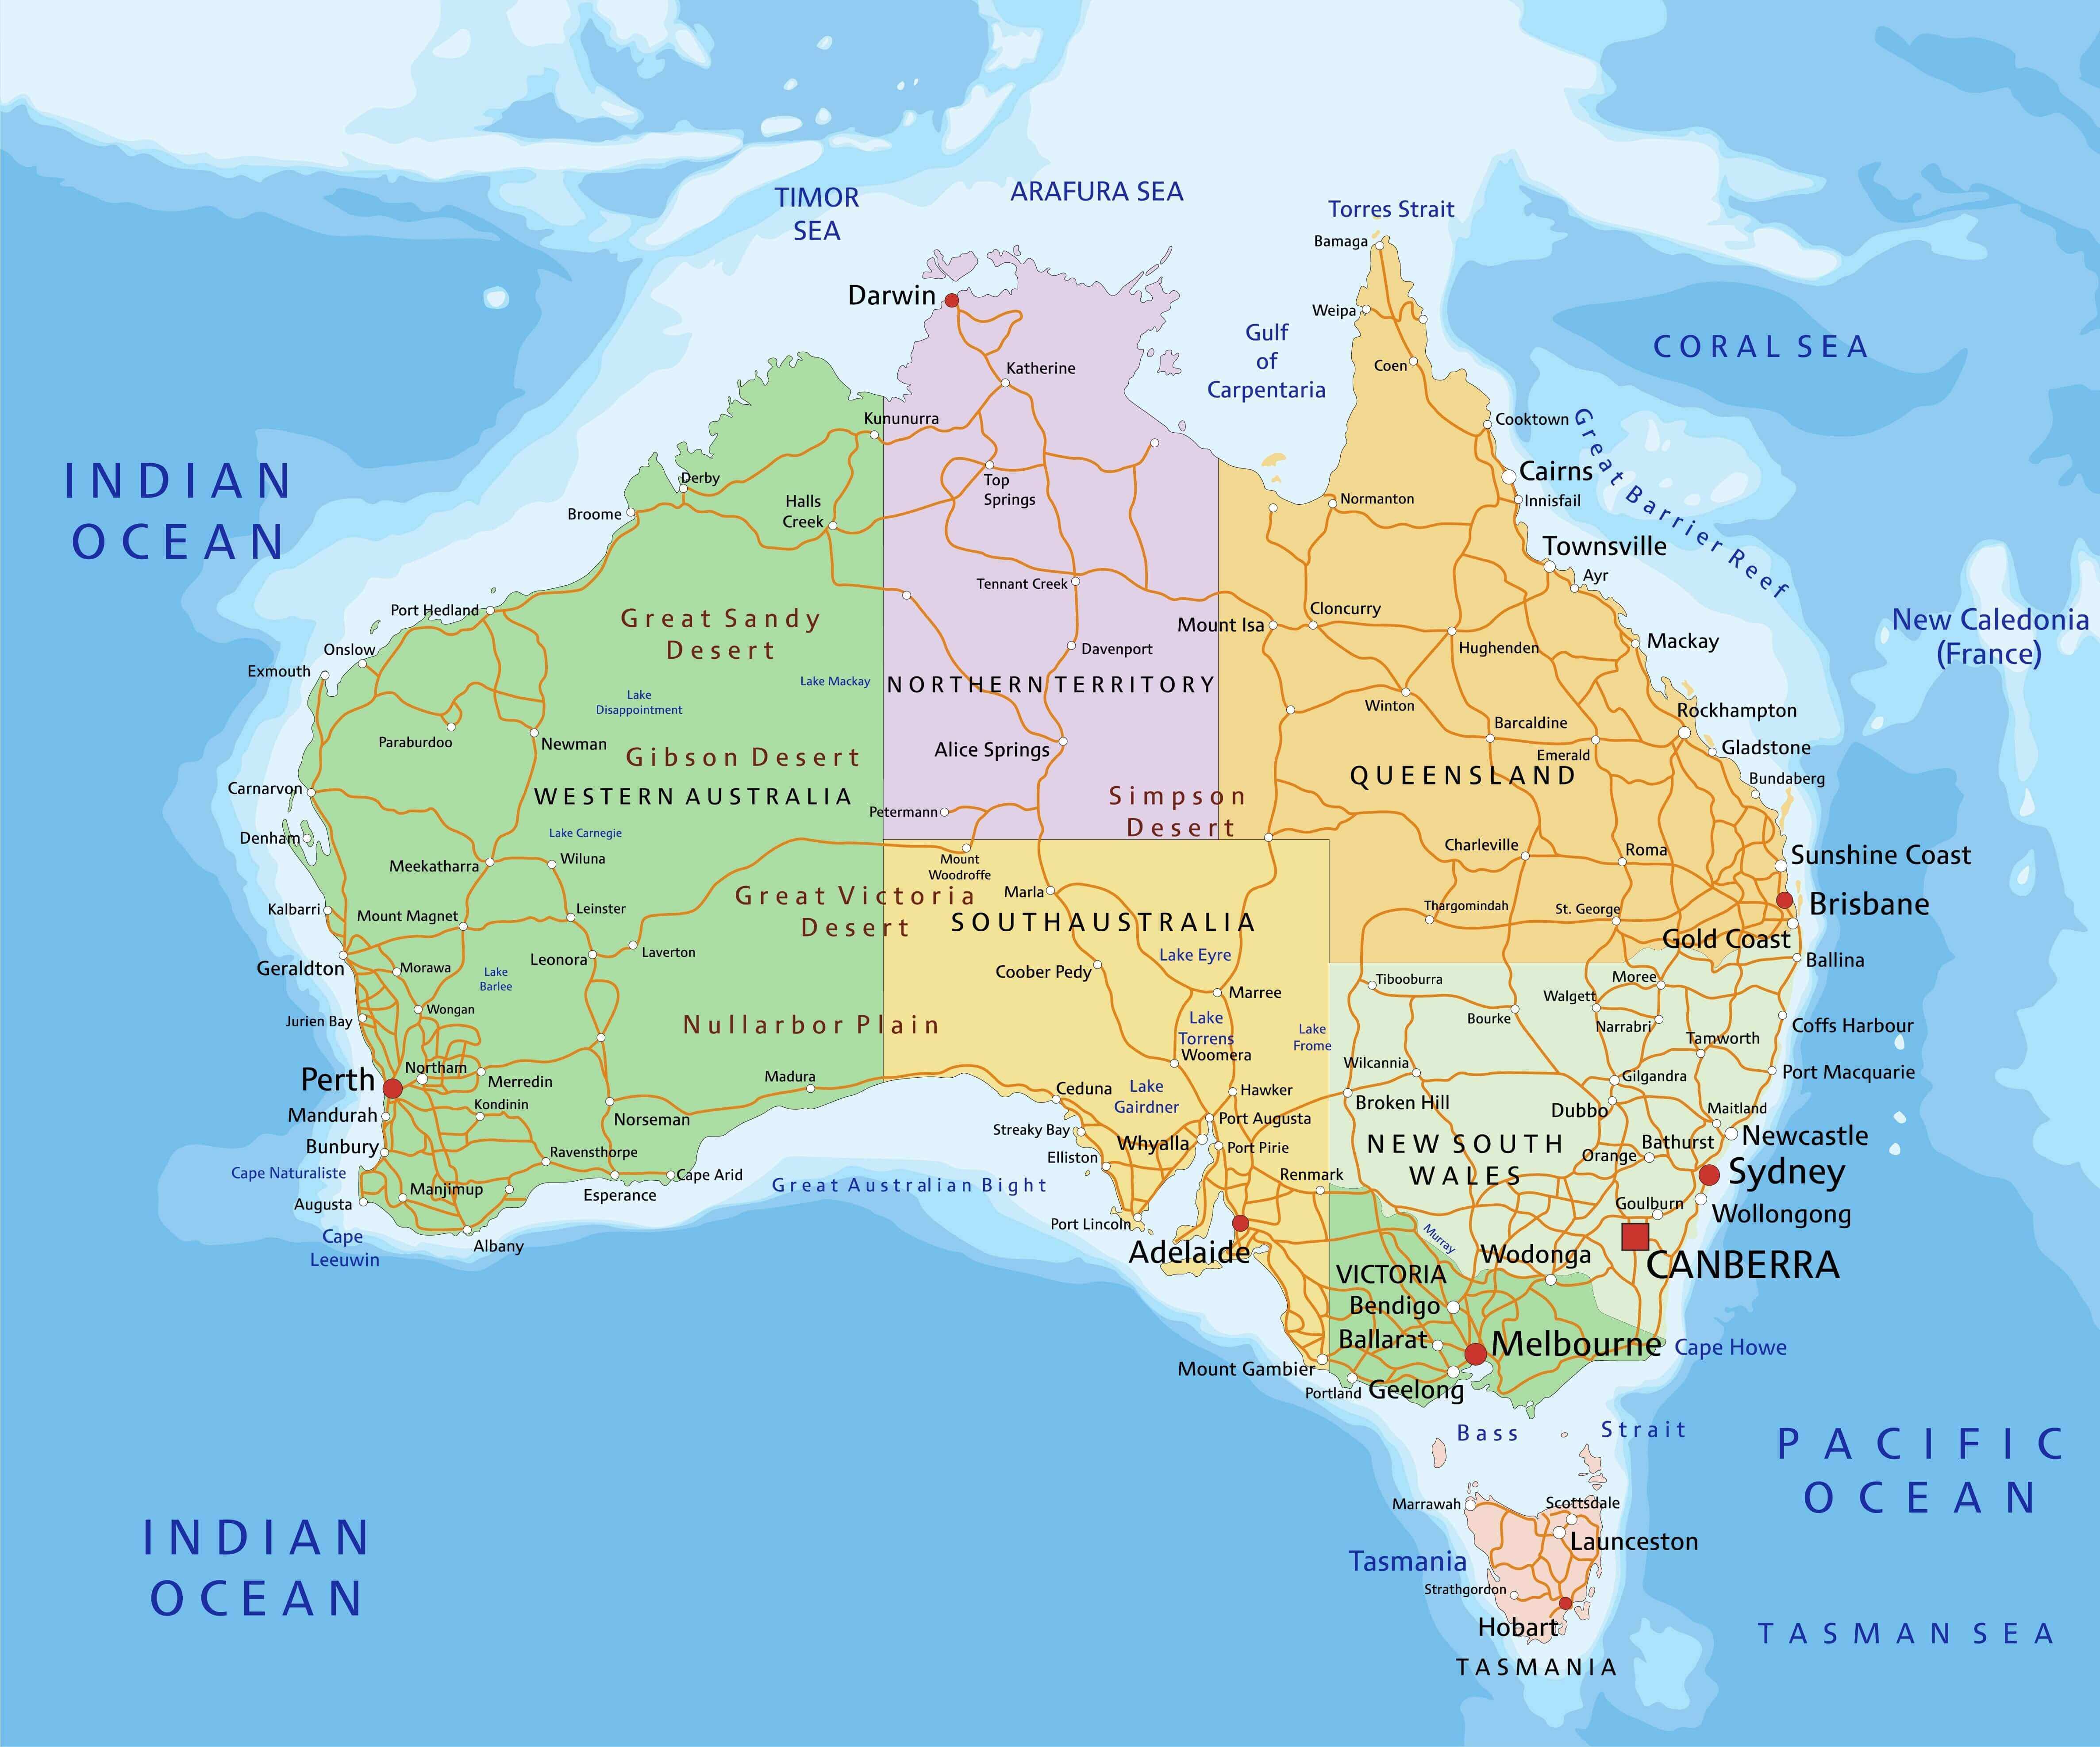 TIMOR
SEA
ARAFURA SEA
Torres Strait
Bamaga
Darwin
Weipa
Gulf
of
Carpentaria
CORAL SEA
Coen
Katherine
Kununurra
Cooktown
Great Barrier Reef
INDIAN
OCEAN
Derby
Cairns
Top
Springs
Halls
Creek
Normanton
Innisfail
Broome
Townsville
Ayr
Tennant Creek
Port Hedland
Great Sandy
Desert
Cloncurry
Mount Isa
New Caledonia
(France)
Onslow
Davenport
Hughenden
Mackay
Exmouth
Lake
Disappointment
Lake Mackay
NORTHERN TERRITORY
Winton
Rockhampton
Paraburdoo
Newman
Barcaldine
Alice Springs
Gladstone
Gibson Desert
Emerald
QUEENSLAND
Bundaberg
Carnarvon
WESTERN AUSTRALIA
Simpson
Desert
Petermann
Denham
Lake Carnegie
Meekatharra
Wiluna
Mount
Woodroffe
Charleville
Roma
Sunshine Coast
Great Victoria
Desert
Marla
Kalbarri
Mount Magnet
Leinster
SOUTH AUSTRALIA
Thargomindah
St. George
Brisbane
Gold Coast
Geraldton
Morawa
Lake
Barlee
Leonora
Laverton
Coober Pedy
Lake Eyre
Ballina
Tibooburra
Moree
Marree
Walgett
Wongan
Jurien Bay
Nullarbor Plain
Lake
Torrens
Lake
Frome
Bourke
Narrabri
Coffs Harbour
Tamworth
Woomera
Wilcannia
Perth
Northam
Merredin
Madura
Ceduna
Lake
Gairdner
Hawker
Gilgandra
Port Macquarie
Kondinin
Mandurah
Norseman
Broken Hill
Dubbo
Maitland
Port Augusta
Streaky Bay
Whyalla
Bunbury
Ravensthorpe
Port Pirie
NEW SOUTH
WALES
Bathurst
Newcastle
Elliston
Orange
Cape Naturaliste
Cape Arid
Renmark
Sydney
Augusta
Manjimup
Esperance
Great Australian Bight
Goulburn
Wollongong
Port Lincoln
Cape
Leeuwin
Albany
Adelaide
Murray
Wodonga
CANBERRA
VICTORIA
Bendigo
Ballarat
Melbourne
Cape Howe
Mount Gambier
Portland
Geelong
Bass Strait
PACIFIC
OCEAN
Marrawah
Scottsdale
INDIAN
OCEAN
Launceston
Tasmania
Strathgordon
Hobart
TASMAN SEA
TASMANIA